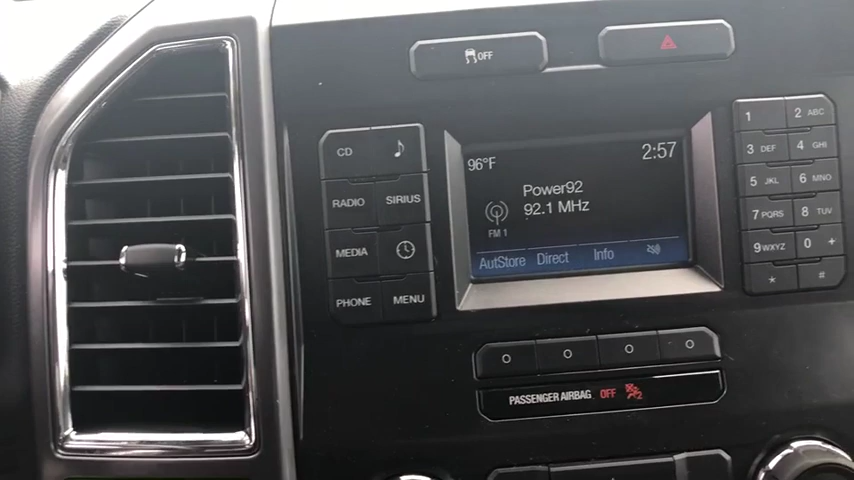 OFF
CD
RADIO SIRIUS
MEDIA
PHONE MENU
96°F 2:57
Power92
92.1 MHz
FM 1
AutStore Direct Info
1 2 ABC
3 DEF 4 GHI
5 JKL 6 MNO
7 PQRS 8 TUV
9 WXYZ 0 +
* #
PASSENGER AIRBAG OFF 2